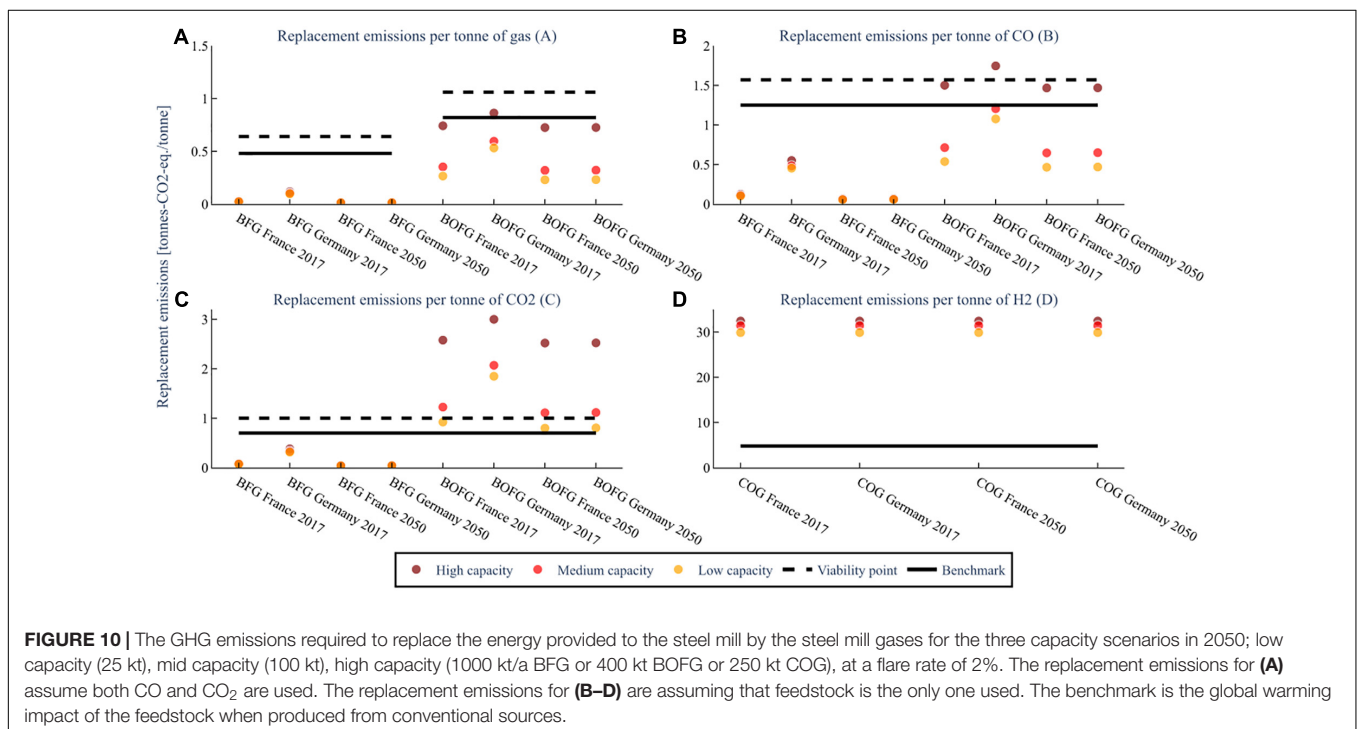 A
Replacement emissions per tonne of gas (A)
1.5
1
0.5
0
BFG France 2017
BFG Germany 2017
BFG France 2050
BFG Germany 2050
BOFG France 2017
BOFG Germany 2017
BOFG France 2050
BOFG Germany 2050
B
Replacement emissions per tonne of CO (B)
2
1.5
1
0.5
0
BFG France 2017
BFG Germany 2017
BFG France 2050
BFG Germany 2050
BOFG France 2017
BOFG Germany 2017
BOFG France 2050
BOFG Germany 2050
Replacement emissions [tonnes-CO2-eq./tonne]
C
Replacement emissions per tonne of CO2 (C)
3
2
1
0
BFG France 2017
BFG Germany 2017
BFG France 2050
BFG Germany 2050
BOFG France 2017
BOFG Germany 2017
BOFG France 2050
BOFG Germany 2050
D
Replacement emissions per tonne of H2 (D)
30
20
10
0
COG France 2017
COG Germany 2017
COG France 2050
COG Germany 2050
High capacity Medium capacity Low capacity Viability point Benchmark
FIGURE 10 | The GHG emissions required to replace the energy provided to the steel mill by the steel mill gases for the three capacity scenarios in 2050; low
capacity (25 kt), mid capacity (100 kt), high capacity (1000 kt/a BFG or 400 kt BOFG or 250 kt COG), at a flare rate of 2%. The replacement emissions for (A)
assume both CO and CO₂ are used. The replacement emissions for (B–D) are assuming that feedstock is the only one used. The benchmark is the global warming
impact of the feedstock when produced from conventional sources.